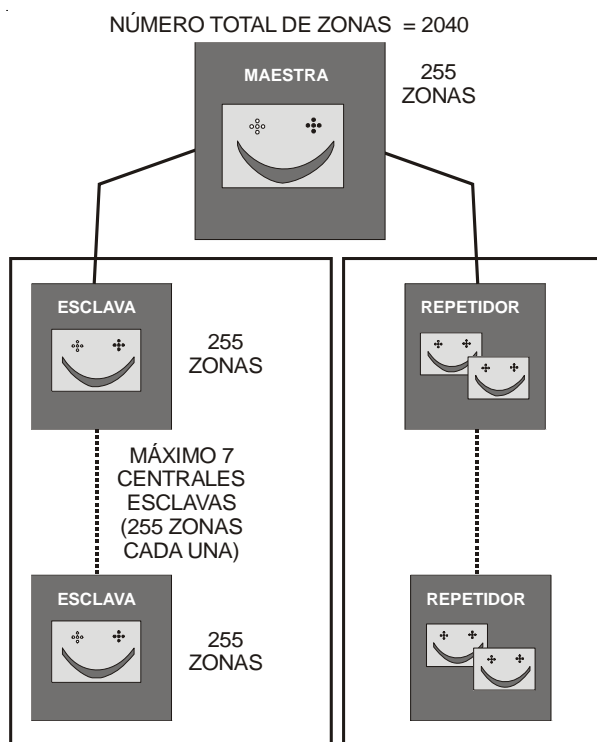 NÚMERO TOTAL DE ZONAS = 2040
MAESTRA
255
ZONAS
ESCLAVA
255
ZONAS
MÁXIMO 7
CENTRALES
ESCLAVAS
(255 ZONAS
CADA UNA)
ESCLAVA
255
ZONAS
REPETIDOR
REPETIDOR